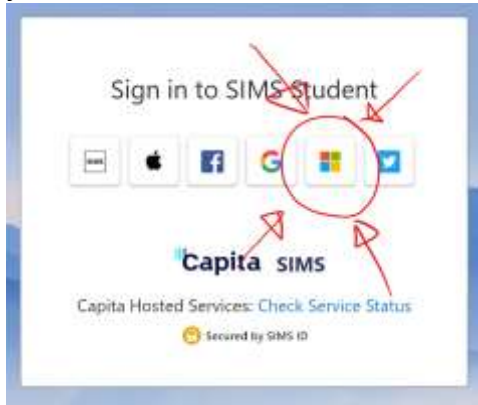 Sign in to SIMS Student
SIMS
Capita SIMS
Capita Hosted Services: Check Service Status
Secured by SIMS ID